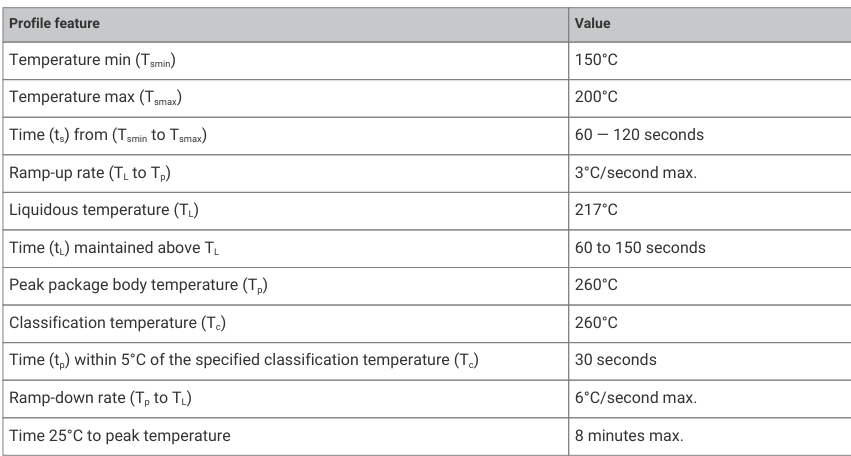 Profile feature Value
Temperature min (Tsmin) 150°C
Temperature max (Tsmax) 200°C
Time (ts) from (Tsmin to Tsmax) 60 — 120 seconds
Ramp-up rate (TL to Tp) 3°C/second max.
Liquidous temperature (TL) 217°C
Time (tL) maintained above TL 60 to 150 seconds
Peak package body temperature (Tp) 260°C
Classification temperature (Tc) 260°C
Time (tp) within 5°C of the specified classification temperature (Tc) 30 seconds
Ramp-down rate (Tp to TL) 6°C/second max.
Time 25°C to peak temperature 8 minutes max.